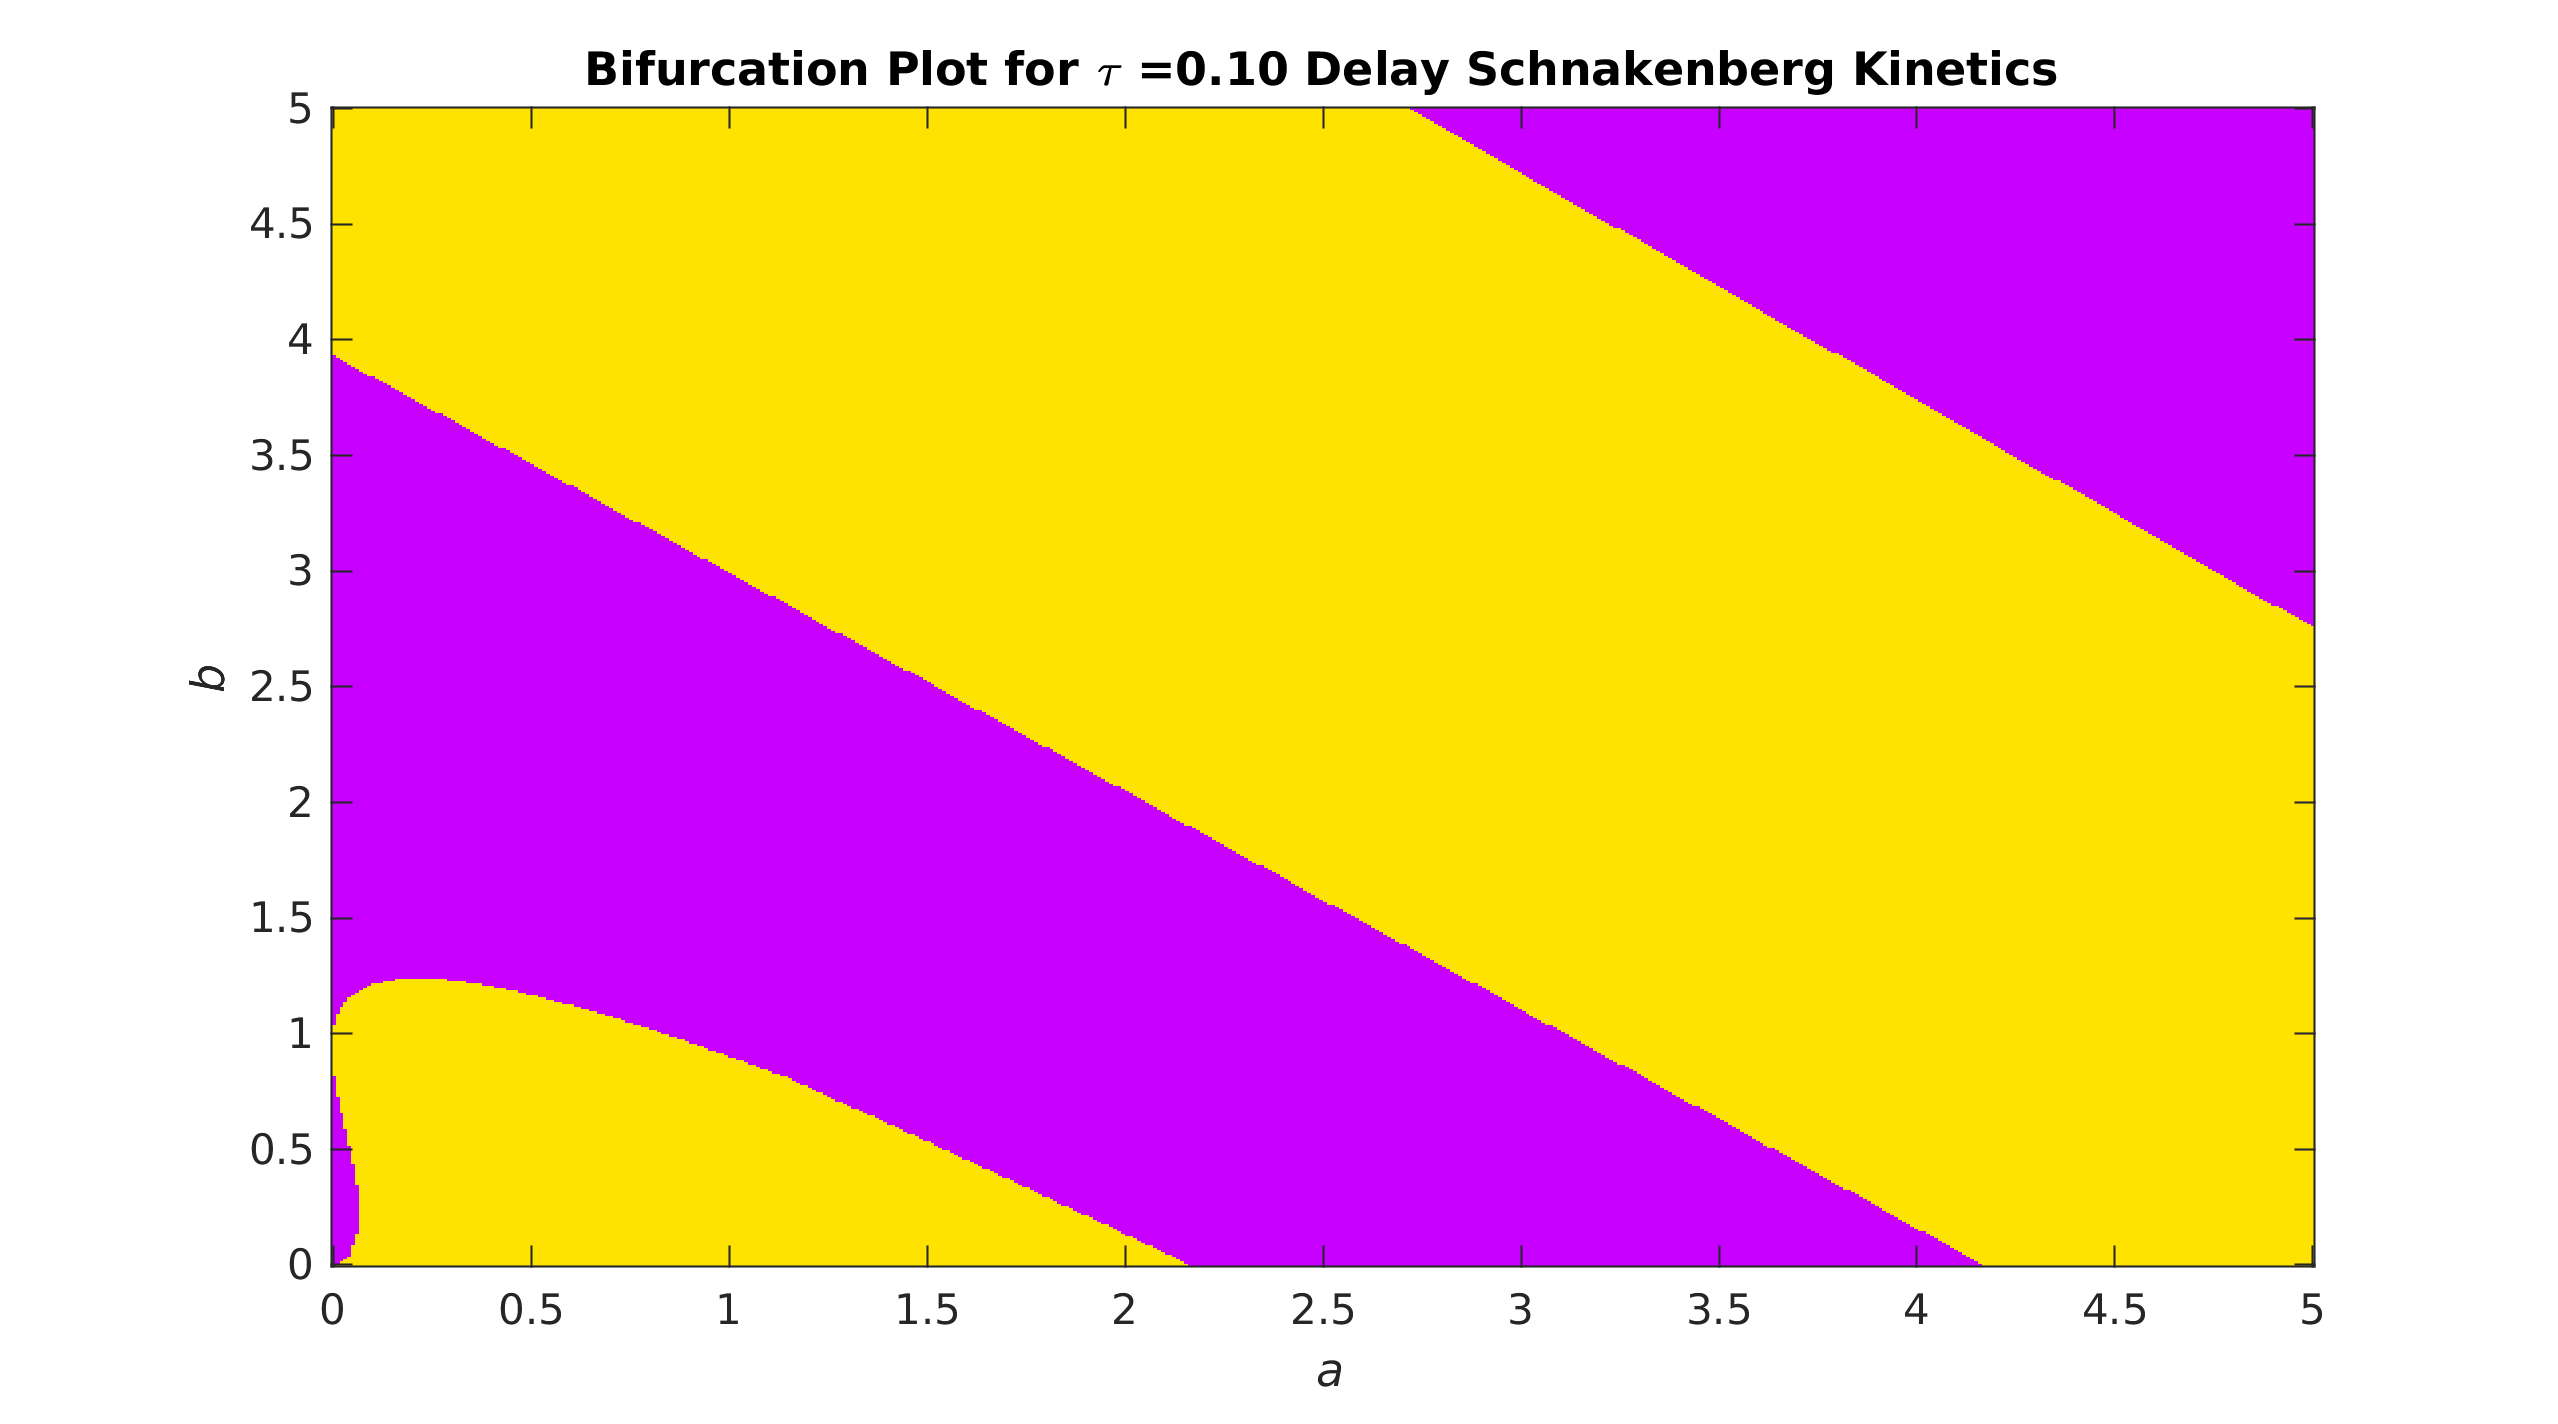 Bifurcation Plot for τ =0.10 Delay Schnakenberg Kinetics
5
4.5
4
3.5
3
2.5
2
1.5
1
0.5
0
b
0 0.5 1 1.5 2 2.5 3 3.5 4 4.5 5
a